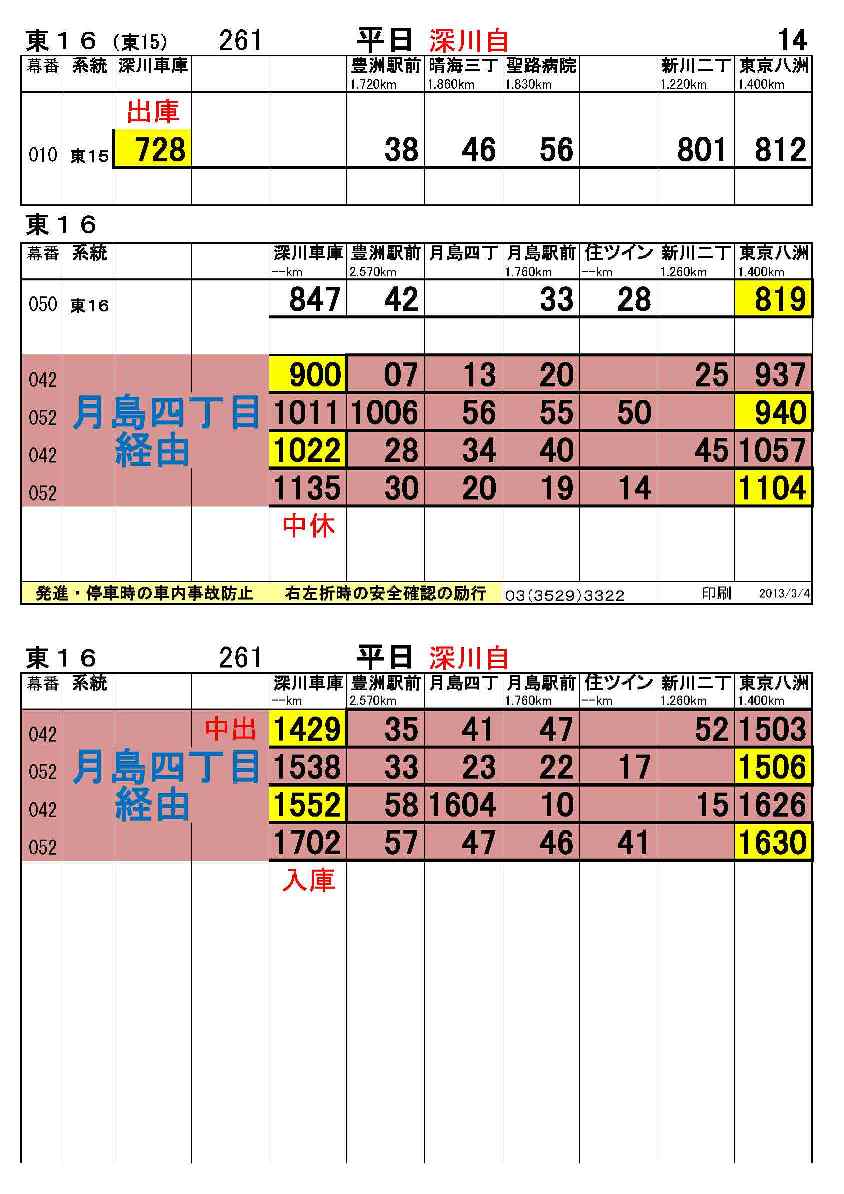 東１６ (東15) 261 平日 深川自 14
幕番 系統 深川車庫 豊洲駅前 晴海三丁 聖路病院 新川二丁 東京八洲
1.720km 1.860km 1.830km 1.220km 1.400km
出庫
010 東15 728 38 46 56 801 812
東１６
幕番 系統 深川車庫 豊洲駅前 月島四丁 月島駅前 住ツイン 新川二丁 東京八洲
--km 2.570km 1.760km --km 1.260km 1.400km
050 東16 847 42 33 28 819
042 900 07 13 20 25 937
052 月島四丁目 1011 1006 56 55 50 940
042 経由 1022 28 34 40 45 1057
052 1135 30 20 19 14 1104
中休
発進・停車時の車内事故防止 右左折時の安全確認の励行 03(3529)3322 印刷 2013/3/4
東１６ 261 平日 深川自
幕番 系統 深川車庫 豊洲駅前 月島四丁 月島駅前 住ツイン 新川二丁 東京八洲
--km 2.570km 1.760km --km 1.260km 1.400km
042 中出 1429 35 41 47 52 1503
052 月島四丁目 1538 33 23 22 17 1506
042 経由 1552 58 1604 10 15 1626
052 1702 57 47 46 41 1630
入庫